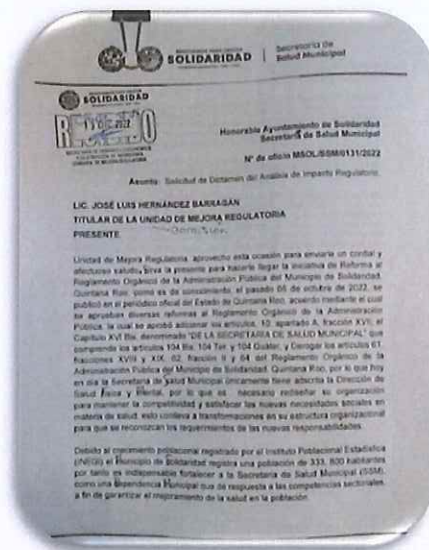 SOLIDARIDAD
Secretaría de
Salud Municipal
SOLIDARIDAD
RECIBIDO
DIC 2022
Honorable Ayuntamiento de Solidaridad
Secretaría de Salud Municipal
N° de oficio MSOL/SSM/0131/2022
Asunto: Solicitud de Dictamen del Análisis de Impacto Regulatorio.
LIC. JOSÉ LUIS HERNÁNDEZ BARRAGÁN
TITULAR DE LA UNIDAD DE MEJORA REGULATORIA
PRESENTE.
Unidad de Mejora Regulatoria, aprovecho esta ocasión para enviarle un cordial y
afectuoso saludo, sirva la presente para hacerle llegar la iniciativa de Reforma al
Reglamento Orgánico de la Administración Pública del Municipio de Solidaridad,
Quintana Roo, como es de conocimiento, el pasado 05 de octubre de 2022, se
publicó en el periódico oficial del Estado de Quintana Roo, acuerdo mediante el cual
se aprueban diversas reformas al Reglamento Orgánico de la Administración
Pública, la cual se aprobó adicionar los artículos, 10, apartado A, fracción XVII; el
Capítulo XVI Bis, denominado "DE LA SECRETARÍA DE SALUD MUNICIPAL" que
comprende los artículos 104 Bis, 104 Ter, y 104 Quáter, y Derogar los artículos 61,
fracciones XVIII y XIX, 62, fracción II y 64 del Reglamento Orgánico de la
Administración Pública del Municipio de Solidaridad, Quintana Roo, por lo que hoy
en día la Secretaría de Salud Municipal únicamente tiene adscrita la Dirección de
Salud Física y Mental, por lo que es necesario rediseñar su organización
para mantener la competitividad y satisfacer las nuevas necesidades sociales en
materia de salud, esto conlleva a transformaciones en su estructura organizacional
para que se reconozcan los requerimientos de las nuevas responsabilidades.
Debido al crecimiento poblacional registrado por el Instituto Poblacional Estadística
(INEGI) el Municipio de Solidaridad registra una población de 333, 800 habitantes
por tanto es indispensable fortalecer a la Secretaría de Salud Municipal (SSM)
como una dependencia Municipal que de respuesta a las competencias sectoriales
a fin de garantizar el mejoramiento de la salud en la población.